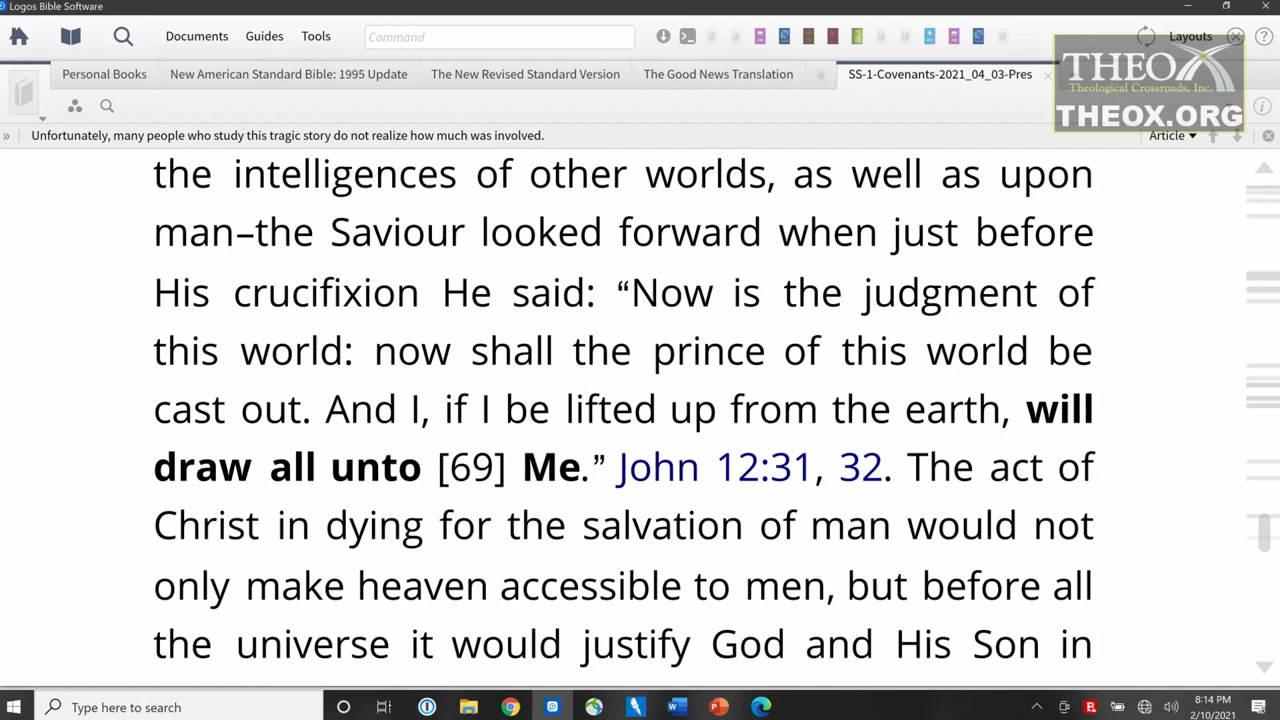 Logos Bible Software
Documents Guides Tools Command Layouts
THEOX
Theological Crossroads, Inc.
THEOX.ORG
Personal Books New American Standard Bible: 1995 Update The New Revised Standard Version The Good News Translation SS-1-Covenants-2021_04_03-Pres
» Unfortunately, many people who study this tragic story do not realize how much was involved. Article
the intelligences of other worlds, as well as upon
man–the Saviour looked forward when just before
His crucifixion He said: “Now is the judgment of
this world: now shall the prince of this world be
cast out. And I, if I be lifted up from the earth, will
draw all unto [69] Me.” John 12:31, 32. The act of
Christ in dying for the salvation of man would not
only make heaven accessible to men, but before all
the universe it would justify God and His Son in
Type here to search
8:14 PM
2/10/2021